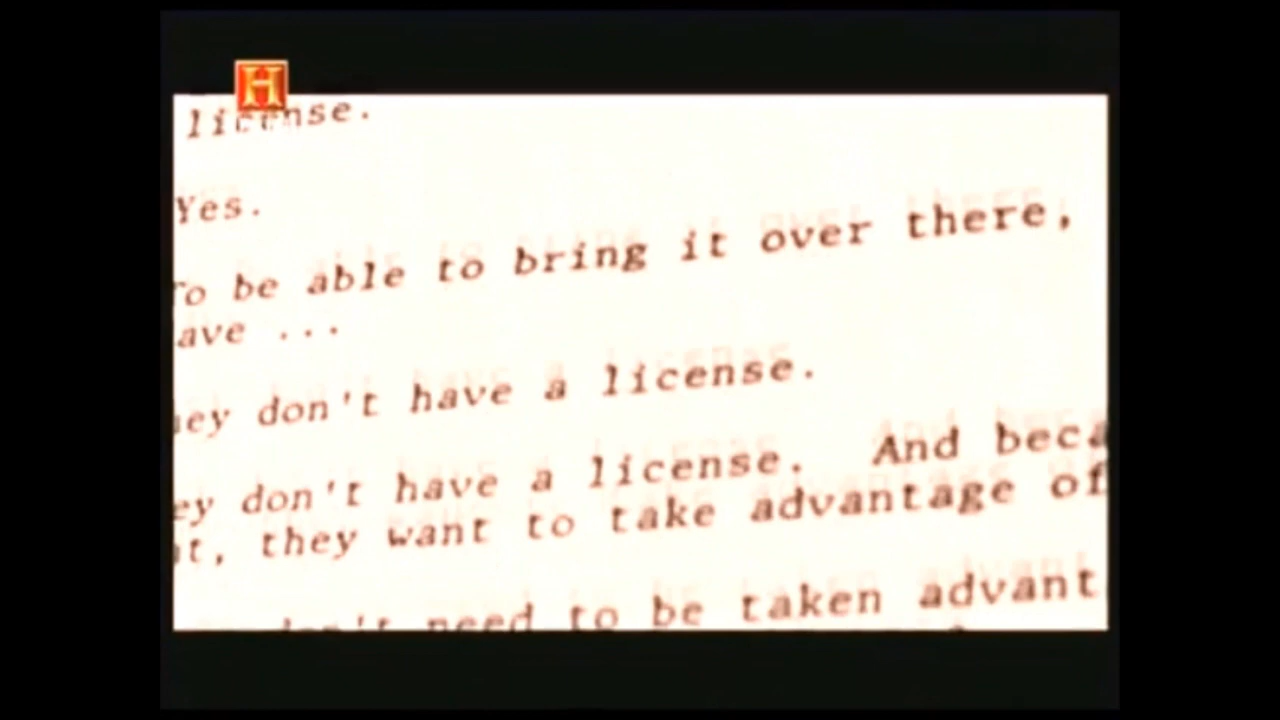 H
license.
Yes.
To be able to bring it over there,
ave ...
ey don't have a license.
ey don't have a license. And beca
t, they want to take advantage of
don't need to be taken advant